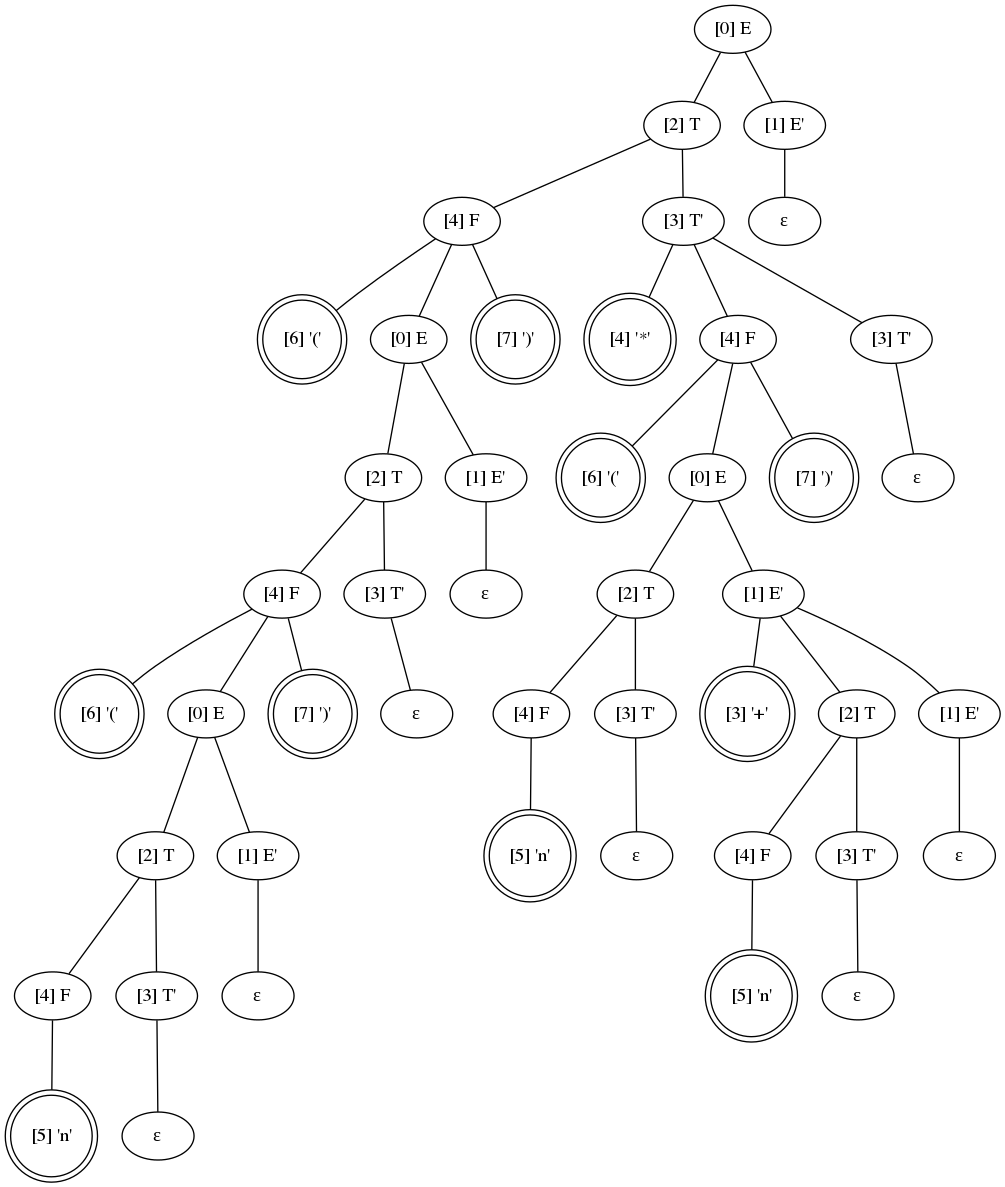 [0] E
[2] T [1] E'
[4] F [3] T' ε
[6] '(' [0] E [7] ')' [4] '*' [4] F [3] T'
[2] T [1] E' [6] '(' [0] E [7] ')' ε
[4] F [3] T' ε [2] T [1] E'
[6] '(' [0] E [7] ')' ε [4] F [3] T' [3] '+' [2] T [1] E'
[2] T [1] E' [5] 'n' ε [4] F [3] T' ε
[4] F [3] T' ε [5] 'n' ε
[5] 'n' ε